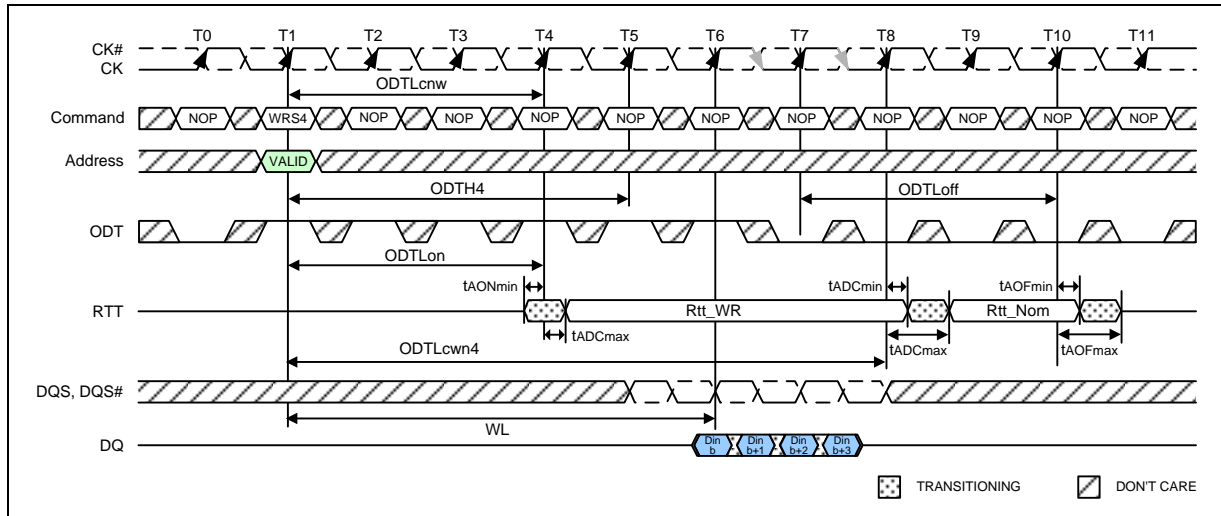 T0 T1 T2 T3 T4 T5 T6 T7 T8 T9 T10 T11
CK#
CK
ODTLcnw
Command NOP WRS4 NOP NOP NOP NOP NOP NOP NOP NOP NOP NOP
Address VALID
ODTH4 ODTLoff
ODT
ODTLon
tAONmin tADCmin tAOFmin
RTT Rtt_WR Rtt_Nom
tADCmax tADCmax tAOFmax
ODTLcwn4
DQS, DQS#
WL
DQ Din b Din b+1 Din b+2 Din b+3
TRANSITIONING DON'T CARE